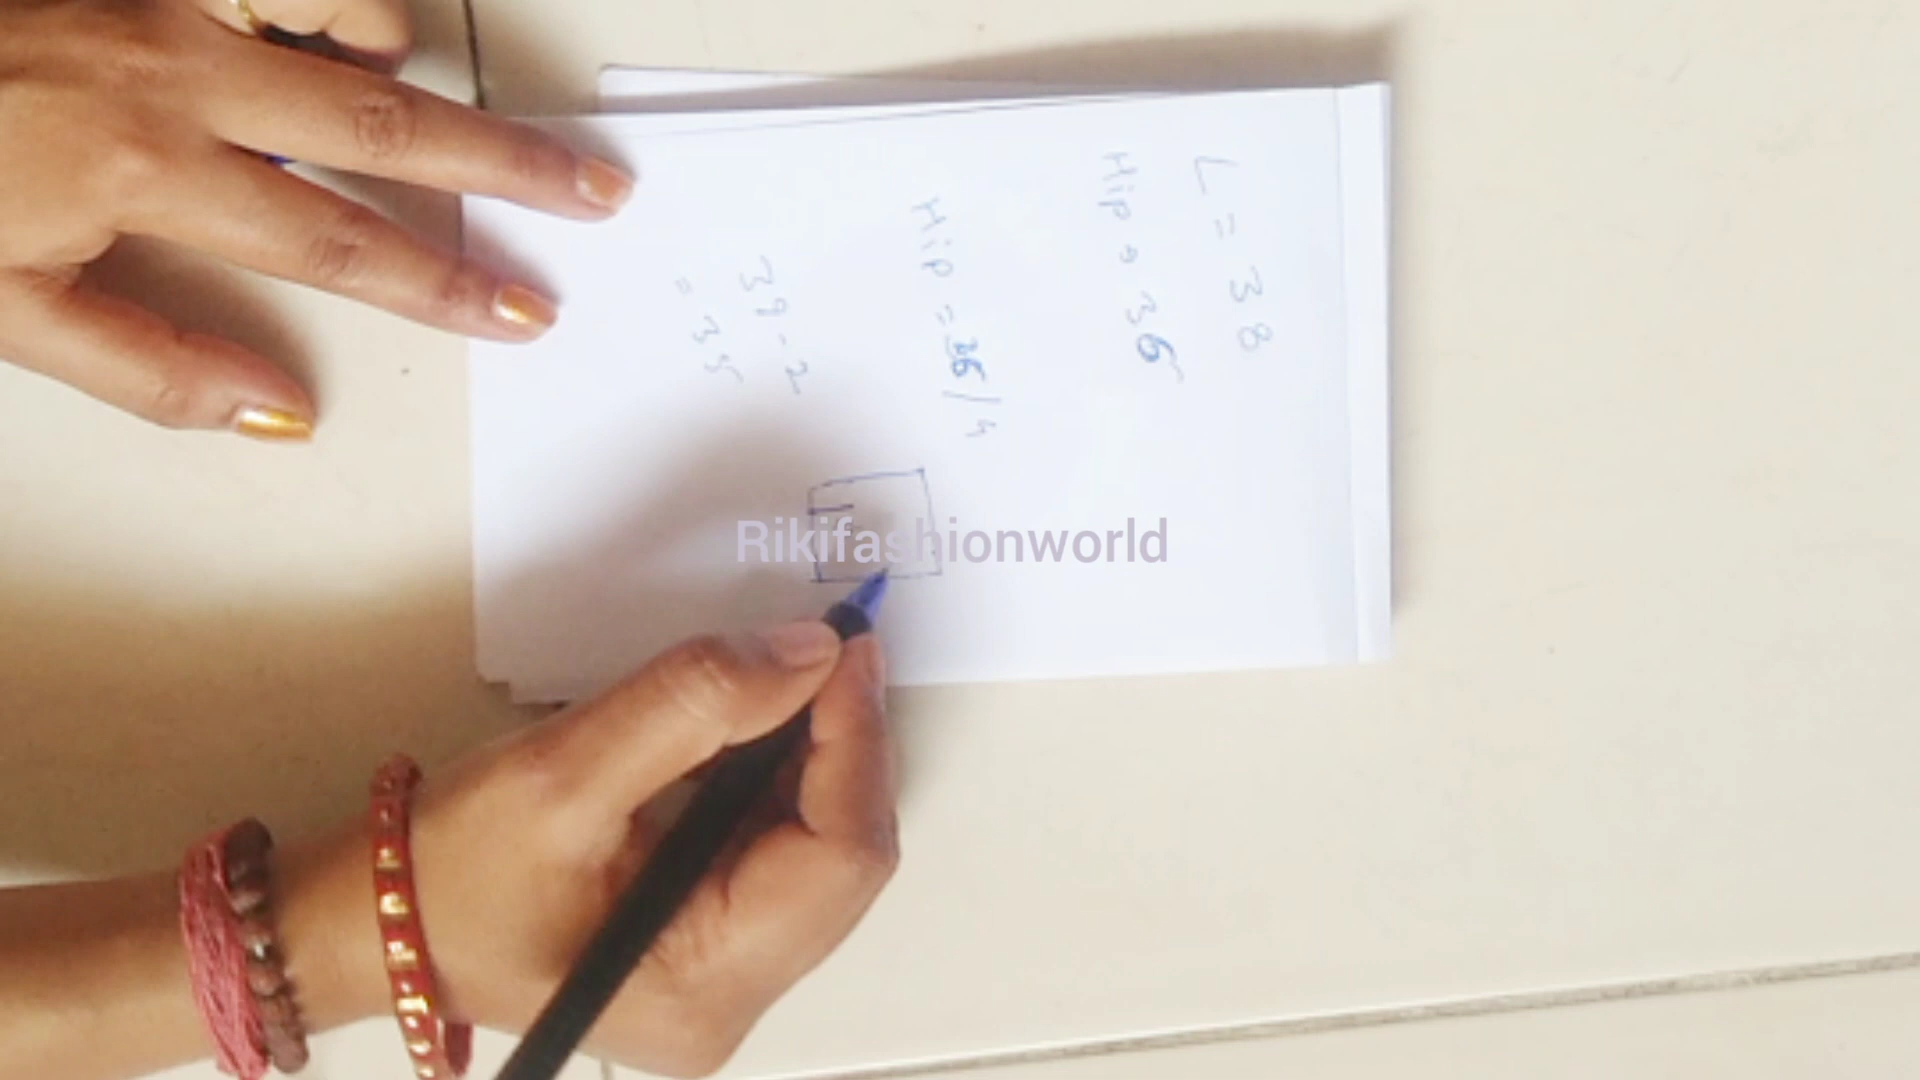 L = 38
Hip = 36
Hip = 36/4
39-2
= 35
Rikifashionworld